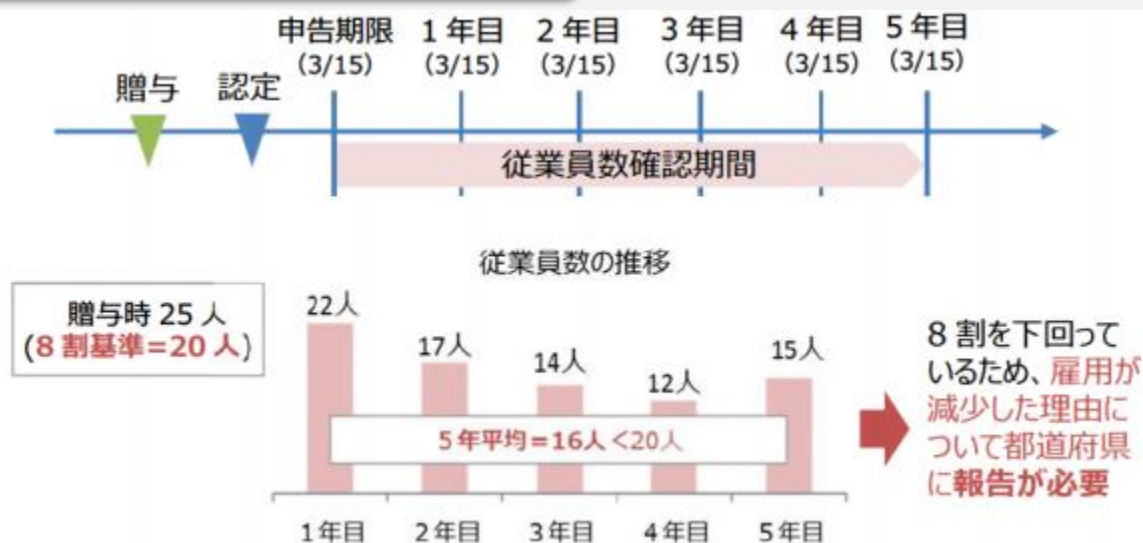 申告期限 1年目 2年目 3年目 4年目 5年目
(3/15) (3/15) (3/15) (3/15) (3/15) (3/15)
贈与 認定
従業員数確認期間
従業員数の推移
贈与時 25 人
(8 割基準=20 人)
22人
17人
14人
12人
15人
5年平均=16人<20人
1年目 2年目 3年目 4年目 5年目
8 割を下回って
いるため、雇用が
減少した理由に
ついて都道府県
に報告が必要